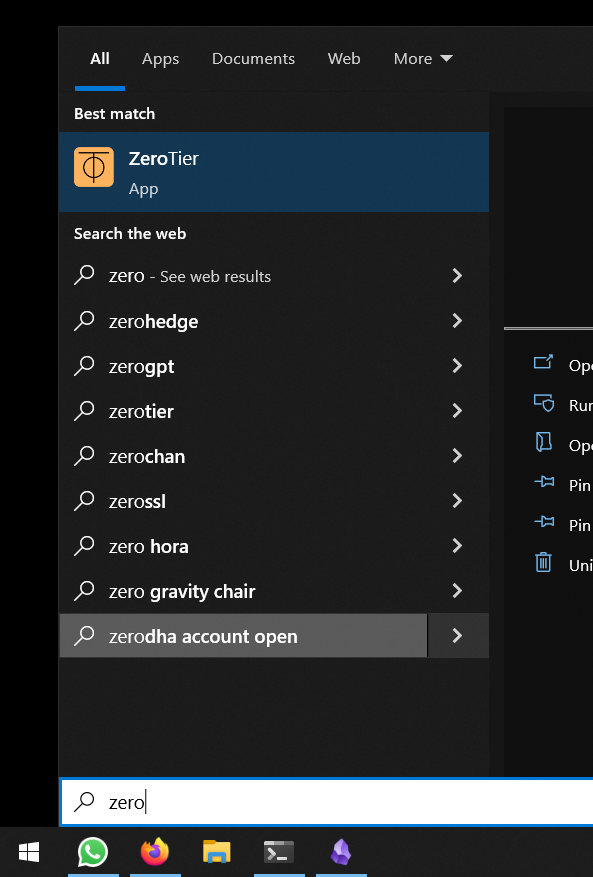 All Apps Documents Web More
Best match
ZeroTier
App
Search the web
zero - See web results
zerohedge
zerogpt
zerotier
zerochan
zerossl
zero hora
zero gravity chair
zerodha account open
Ope
Run
Ope
Pin
Pin
Uni
zero